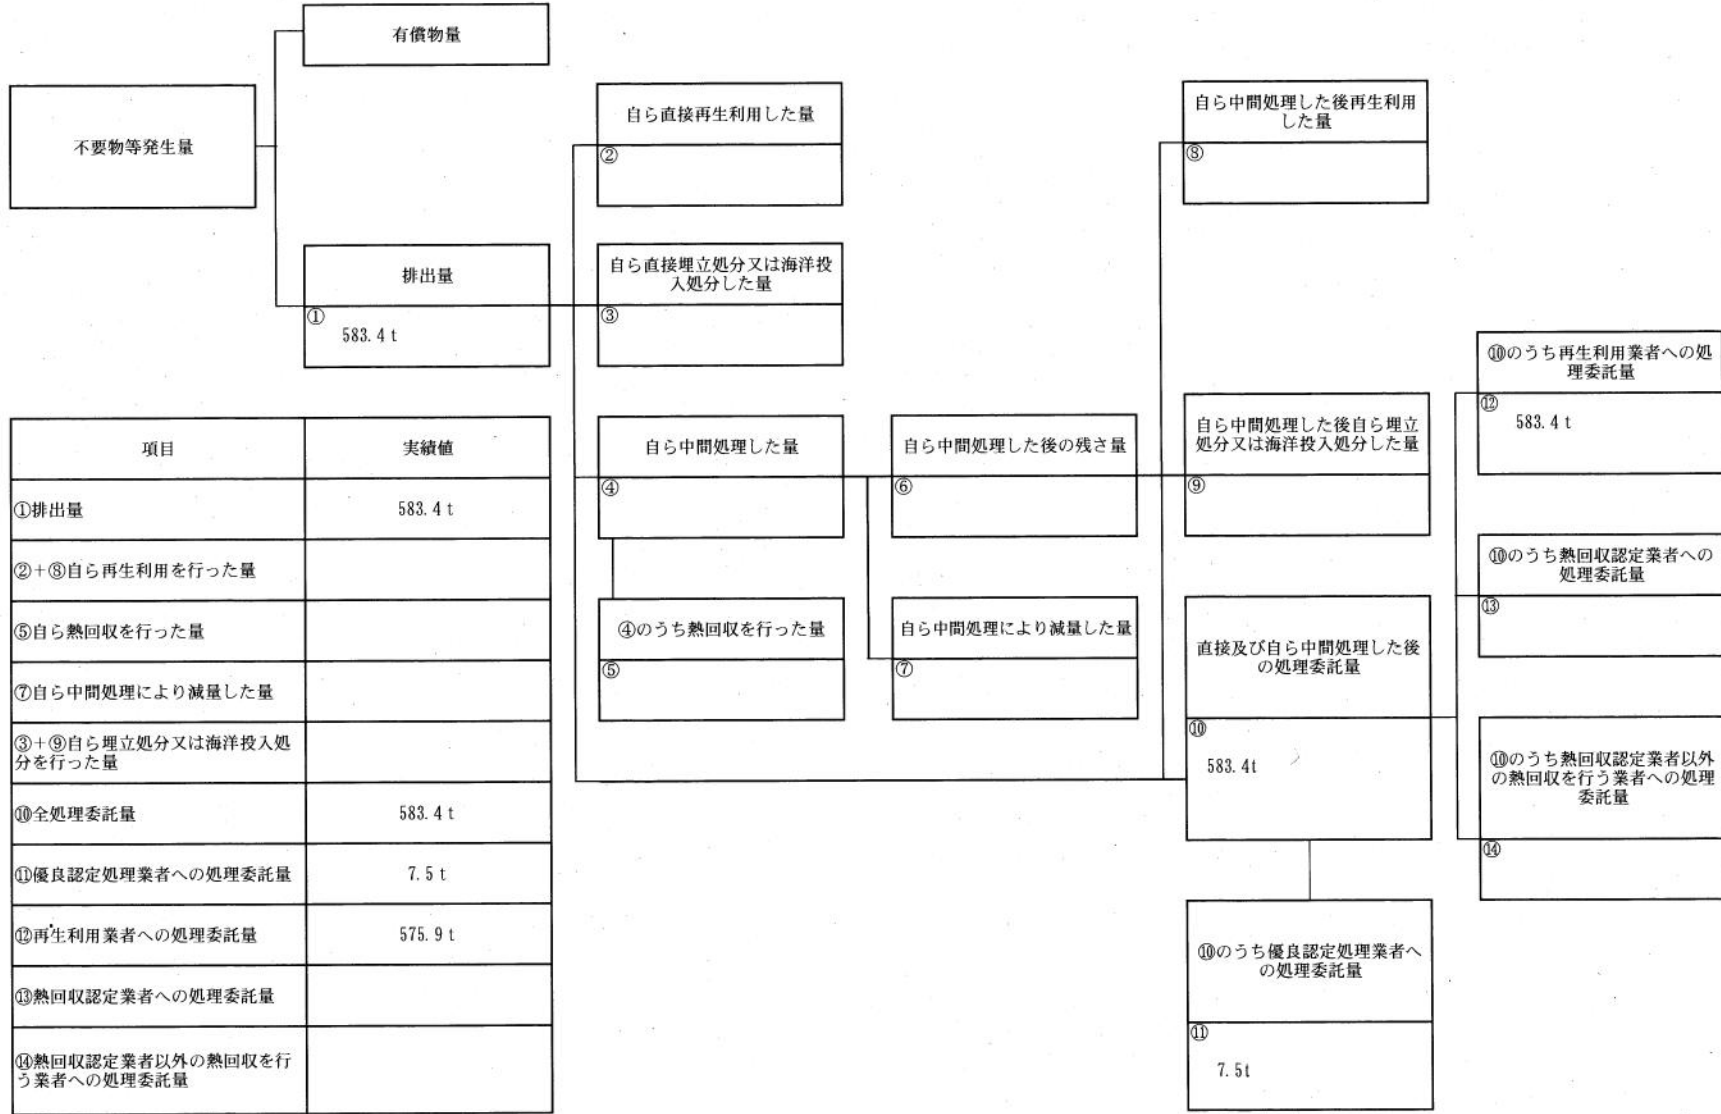 有償物量
不要物等発生量
自ら直接再生利用した量
②
自ら中間処理した後再生利用
した量
⑧
排出量
①
583.4 t
自ら直接埋立処分又は海洋投
入処分した量
③
⑩のうち再生利用業者への処
理委託量
⑫
583.4 t
自ら中間処理した量
④
自ら中間処理した後の残さ量
⑥
自ら中間処理した後自ら埋立
処分又は海洋投入処分した量
⑨
⑩のうち熱回収認定業者への
処理委託量
⑬
④のうち熱回収を行った量
⑤
自ら中間処理により減量した量
⑦
直接及び自ら中間処理した後
の処理委託量
⑩
583.4t
⑩のうち熱回収認定業者以外
の熱回収を行う業者への処理
委託量
⑭
⑩のうち優良認定処理業者へ
の処理委託量
⑪
7.5t
項目 実績値
①排出量 583.4 t
②+⑧自ら再生利用を行った量
⑤自ら熱回収を行った量
⑦自ら中間処理により減量した量
③+⑨自ら埋立処分又は海洋投入処
分を行った量
⑩全処理委託量 583.4 t
⑪優良認定処理業者への処理委託量 7.5 t
⑫再生利用業者への処理委託量 575.9 t
⑬熱回収認定業者への処理委託量
⑭熱回収認定業者以外の熱回収を行
う業者への処理委託量